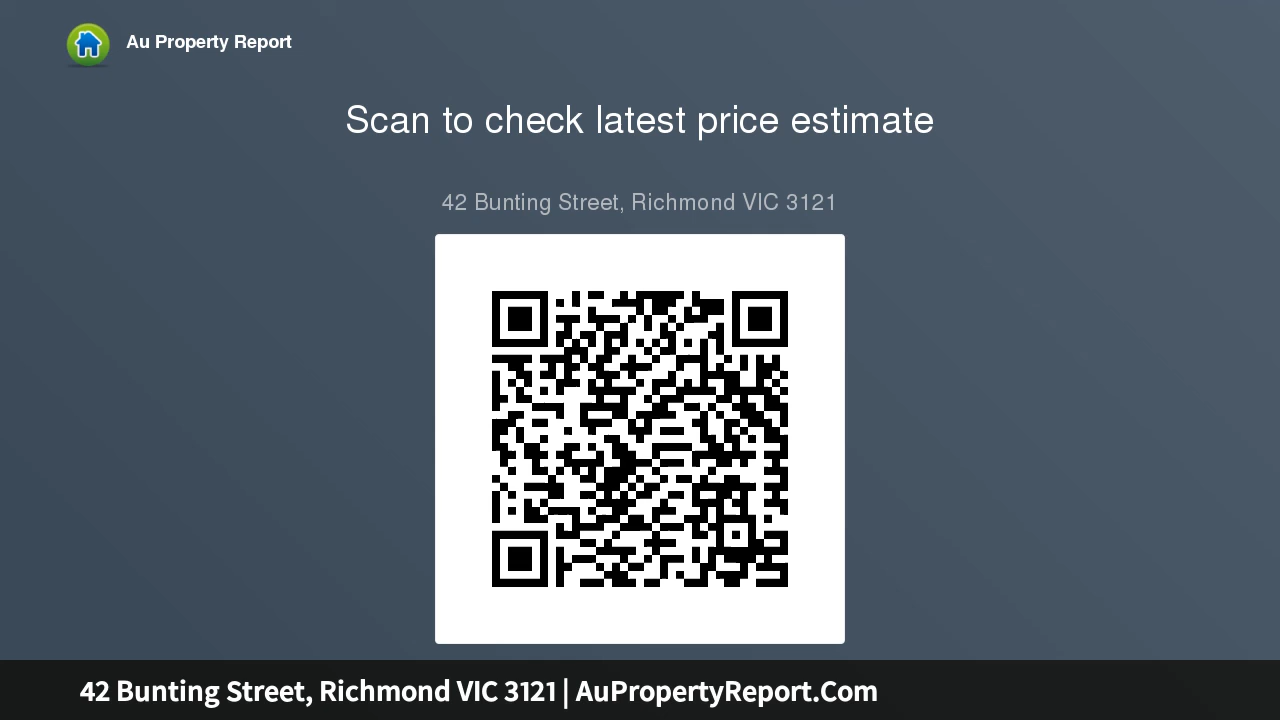 Au Property Report
Scan to check latest price estimate
42 Bunting Street, Richmond VIC 3121
42 Bunting Street, Richmond VIC 3121 | AuPropertyReport.Com